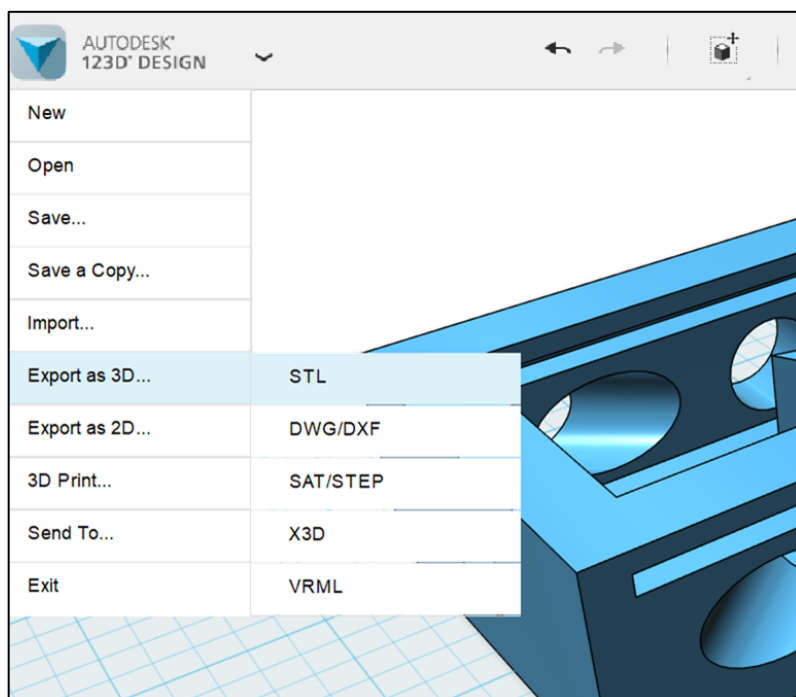 AUTODESK®
123D® DESIGN
New
Open
Save...
Save a Copy...
Import...
Export as 3D...
STL
Export as 2D...
DWG/DXF
3D Print...
SAT/STEP
Send To...
X3D
Exit
VRML